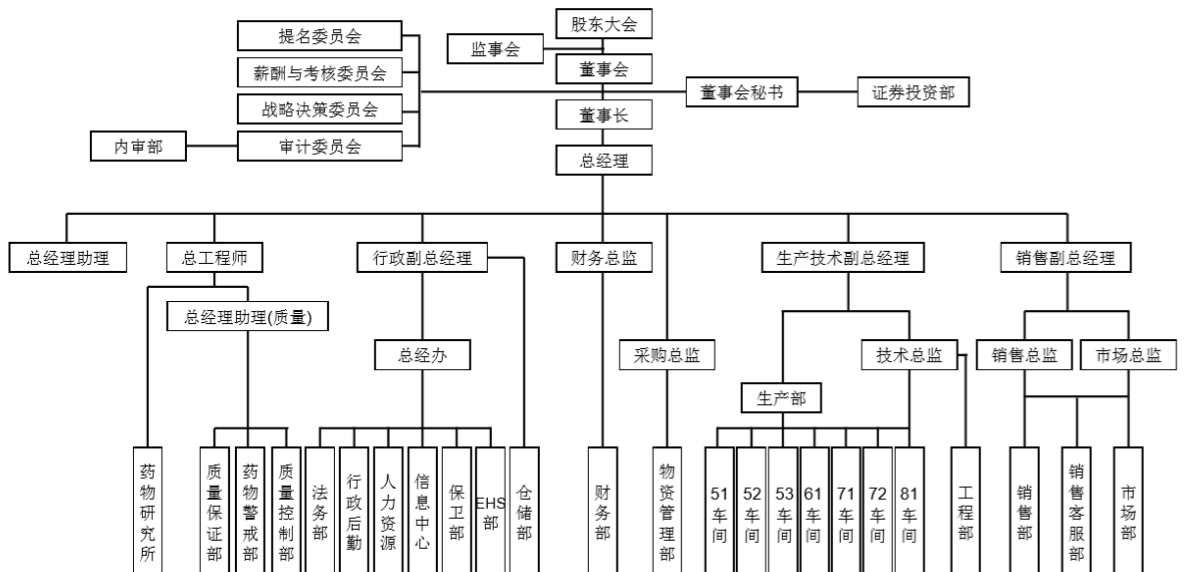 股东大会
提名委员会
监事会
薪酬与考核委员会
董事会
战略决策委员会
董事会秘书
证券投资部
董事长
内审部
审计委员会
总经理
总经理助理
总工程师
行政副总经理
财务总监
生产技术副总经理
销售副总经理
总经理助理(质量)
总经办
采购总监
技术总监
销售总监
市场总监
生产部
药物研究所
质量保证部
药物警戒部
质量控制部
法务部
行政后勤
人力资源
信息中心
保卫部
EHS部
仓储部
财务部
物资管理部
51车间
52车间
53车间
61车间
71车间
72车间
81车间
工程部
销售部
销售客服部
市场部